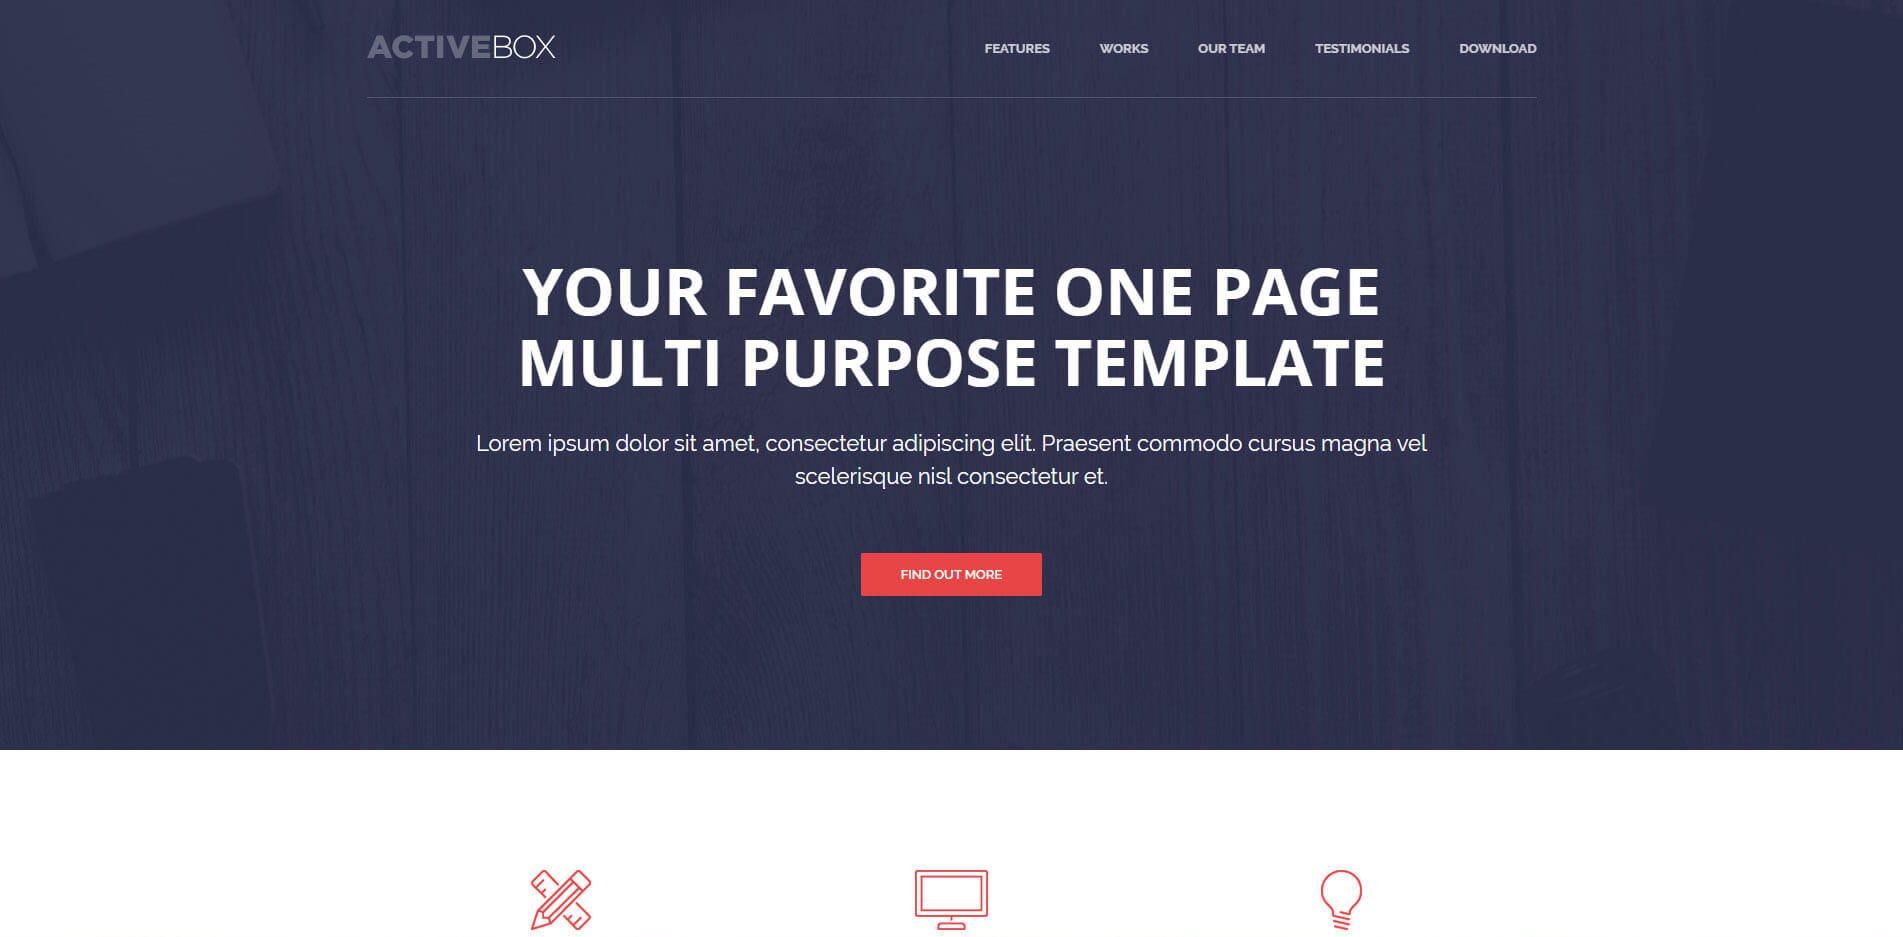 ACTIVEBOX
FEATURES WORKS OUR TEAM TESTIMONIALS DOWNLOAD
YOUR FAVORITE ONE PAGE
MULTI PURPOSE TEMPLATE
Lorem ipsum dolor sit amet, consectetur adipiscing elit. Praesent commodo cursus magna vel
scelerisque nisl consectetur et.
FIND OUT MORE